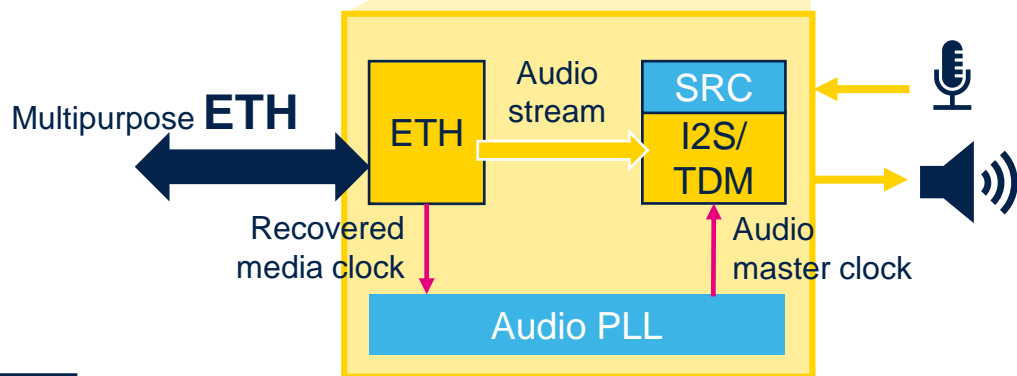 Multipurpose ETH
ETH
Audio
stream
SRC
I2S/
TDM
Recovered
media clock
Audio
master clock
Audio PLL